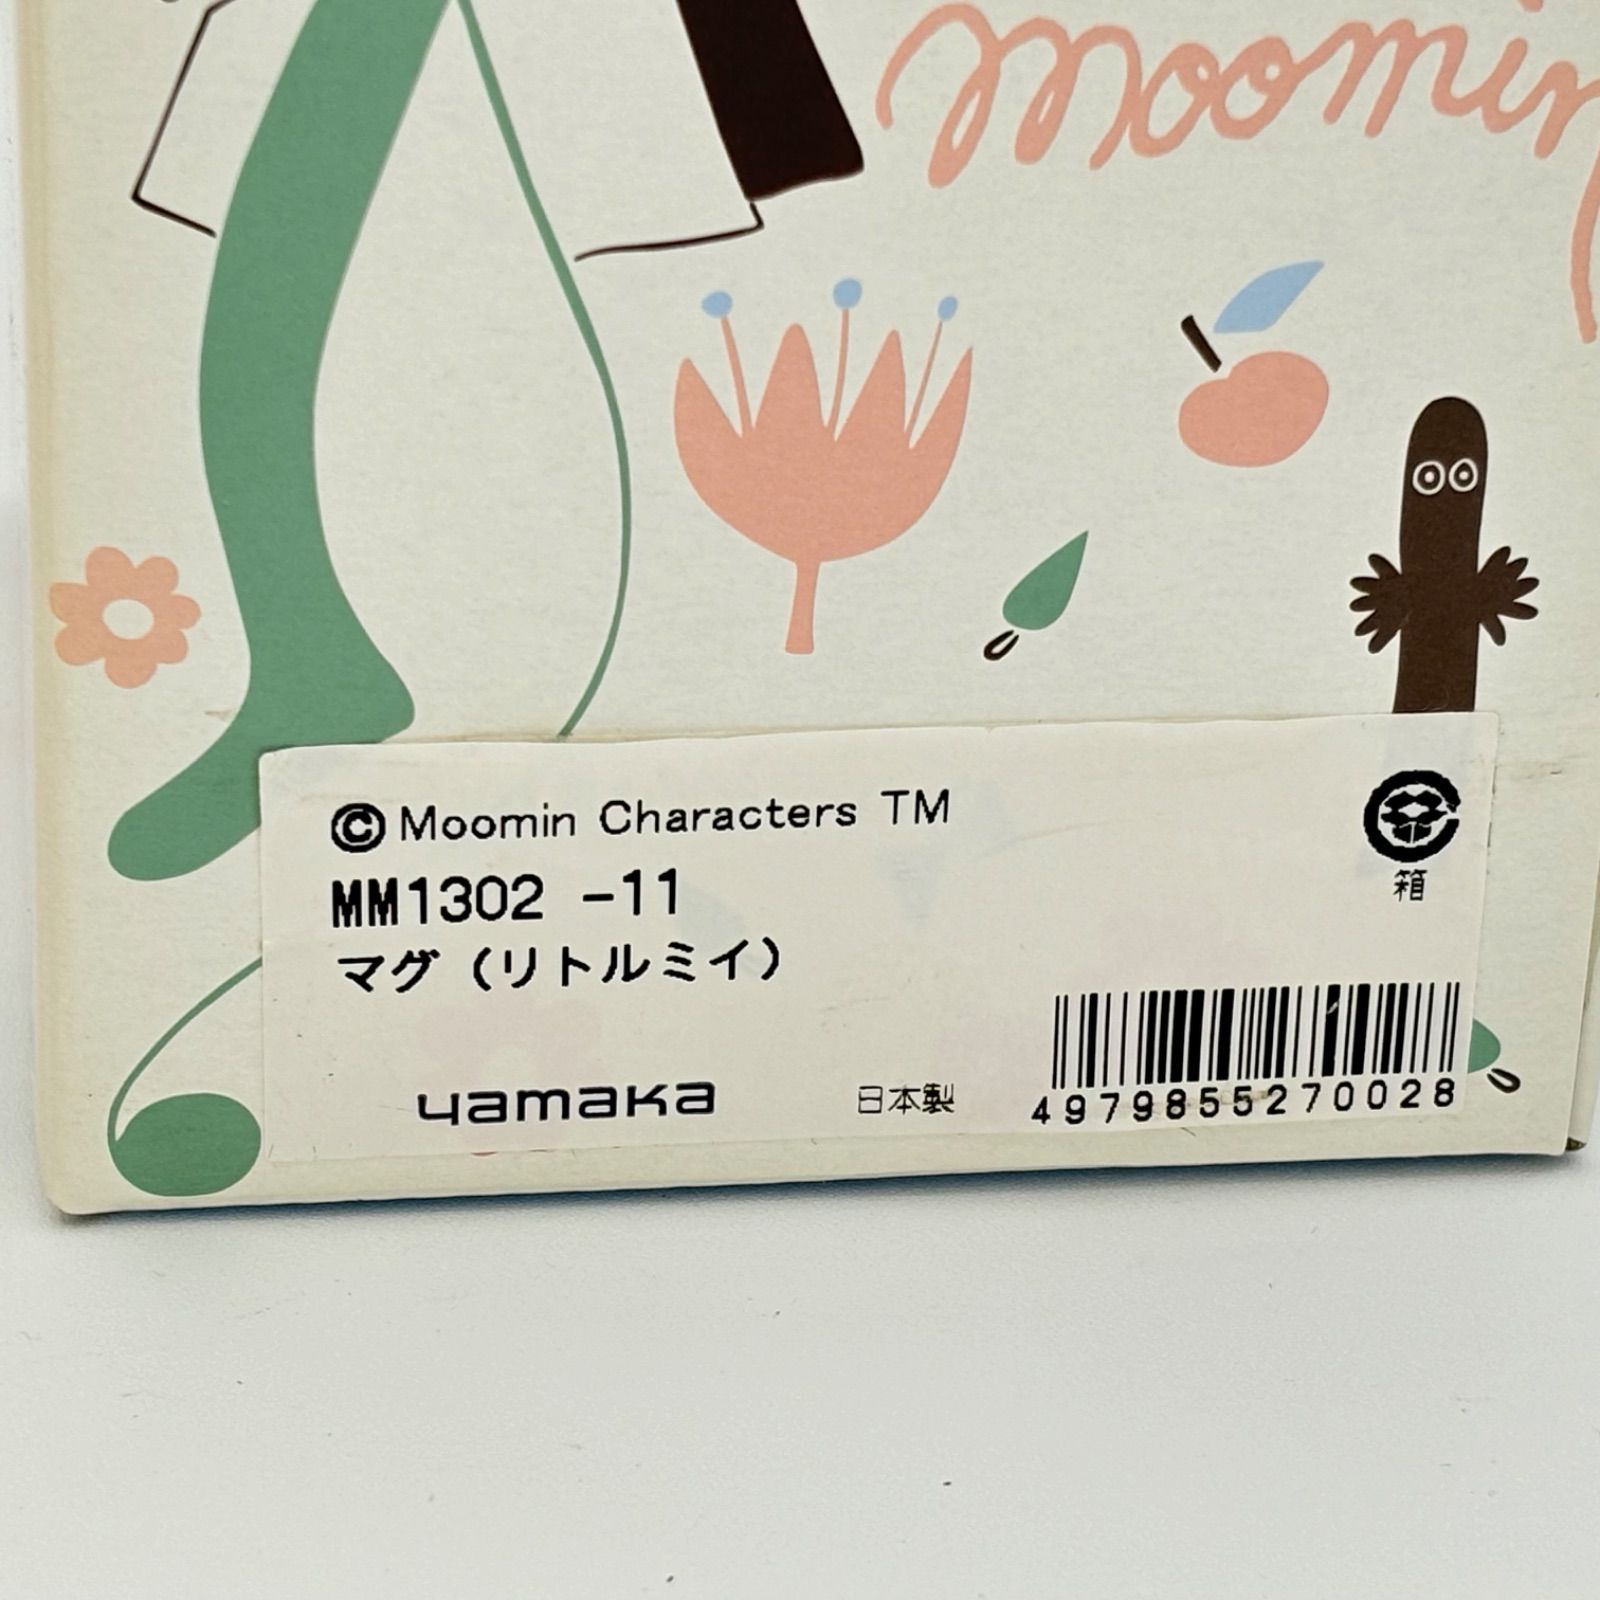 Moomin
©Moomin Characters TM
MM1302 -11
マグ(リトルミイ)
箱
yamaka
日本製
4979855270028